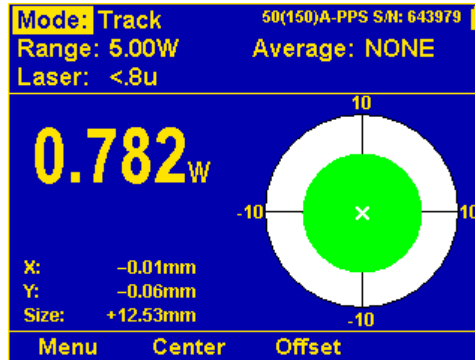 Mode: Track 50(150)A-PPS S/N: 643979
Range: 5.00W Average: NONE
Laser: <.8u
10
0.782W
-10 10
X: –0.01mm
Y: –0.06mm
Size: +12.53mm
-10
Menu Center Offset